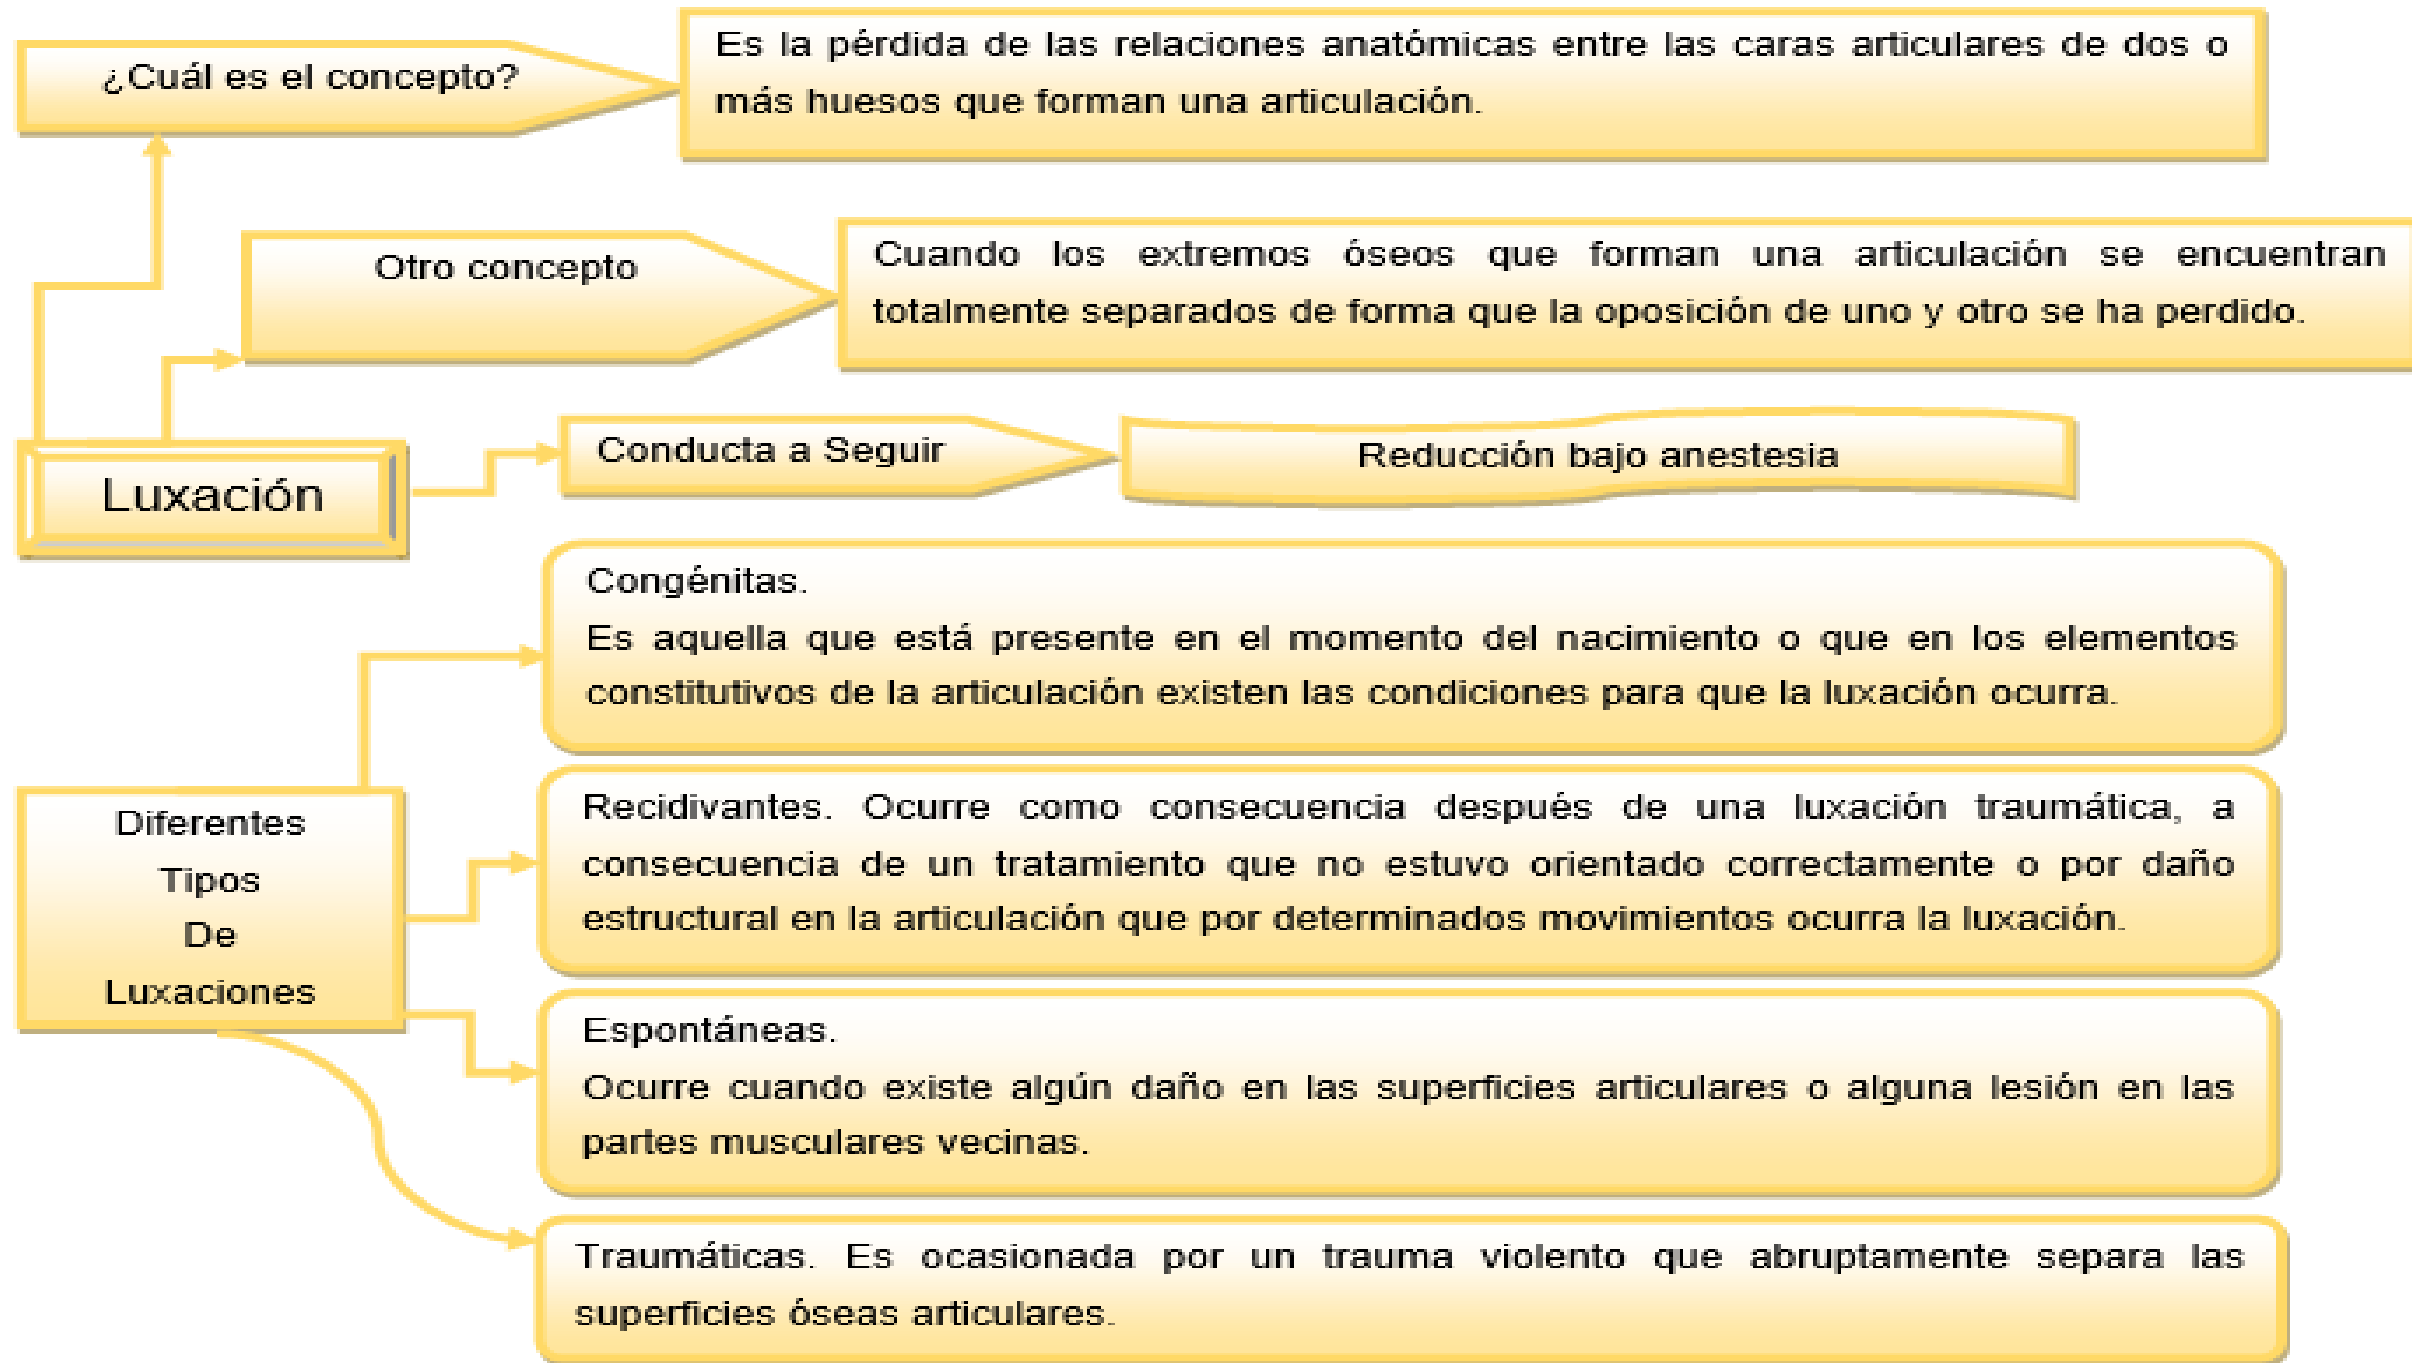 ¿Cuál es el concepto?
Es la pérdida de las relaciones anatómicas entre las caras articulares de dos o
más huesos que forman una articulación.
Otro concepto
Cuando los extremos óseos que forman una articulación se encuentran
totalmente separados de forma que la oposición de uno y otro se ha perdido.
Luxación
Conducta a Seguir
Reducción bajo anestesia
Diferentes
Tipos
De
Luxaciones
Congénitas.
Es aquella que está presente en el momento del nacimiento o que en los elementos
constitutivos de la articulación existen las condiciones para que la luxación ocurra.
Recidivantes. Ocurre como consecuencia después de una luxación traumática, a
consecuencia de un tratamiento que no estuvo orientado correctamente o por daño
estructural en la articulación que por determinados movimientos ocurra la luxación.
Espontáneas.
Ocurre cuando existe algún daño en las superficies articulares o alguna lesión en las
partes musculares vecinas.
Traumáticas. Es ocasionada por un trauma violento que abruptamente separa las
superficies óseas articulares.